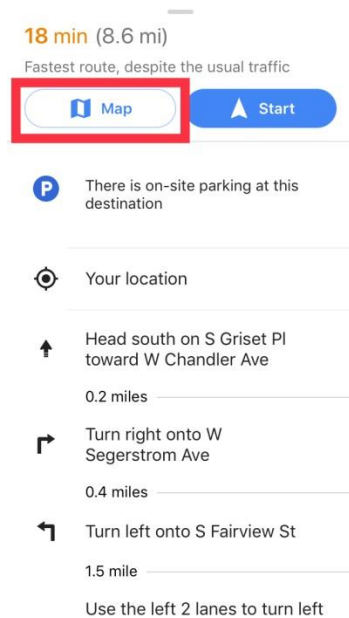 18 min (8.6 mi)
Fastest route, despite the usual traffic
Map
Start
P
There is on-site parking at this
destination
Your location
Head south on S Griset Pl
toward W Chandler Ave
0.2 miles
Turn right onto W
Segerstrom Ave
0.4 miles
Turn left onto S Fairview St
1.5 mile
Use the left 2 lanes to turn left